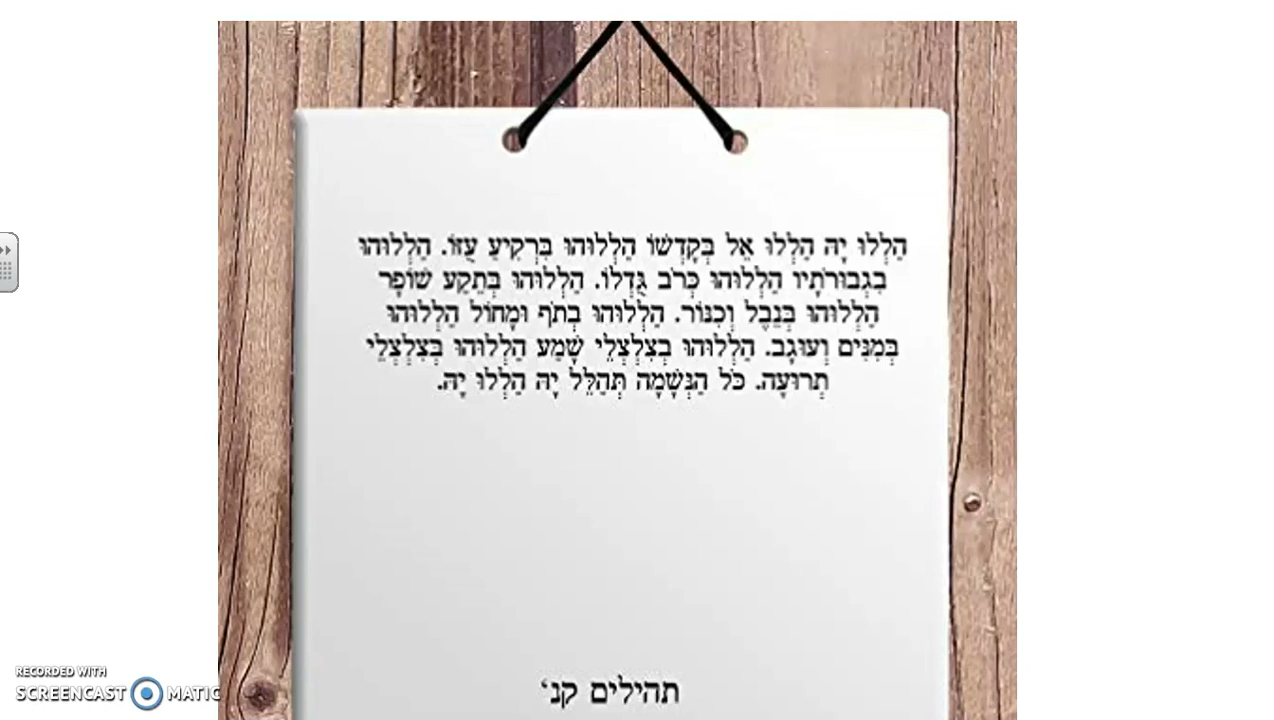 הַלְלוּ יָהּ הַלְלוּ אֵל בְּקָדְשׁוֹ הַלְלוּהוּ בִּרְקִיעַ עֻזּוֹ. הַלְלוּהוּ
בִגְבוּרֹתָיו הַלְלוּהוּ כְּרֹב גֻּדְלוֹ. הַלְלוּהוּ בְּתֵקַע שׁוֹפָר
הַלְלוּהוּ בְּנֵבֶל וְכִנּוֹר. הַלְלוּהוּ בְתֹף וּמָחוֹל הַלְלוּהוּ
בְּמִנִּים וְעוּגָב. הַלְלוּהוּ בְצִלְצְלֵי שָׁמַע הַלְלוּהוּ בְּצִלְצְלֵי
תְרוּעָה. כֹּל הַנְּשָׁמָה תְּהַלֵּל יָהּ הַלְלוּ יָהּ.
תהילים קנ׳
RECORDED WITH
SCREENCAST MATIC